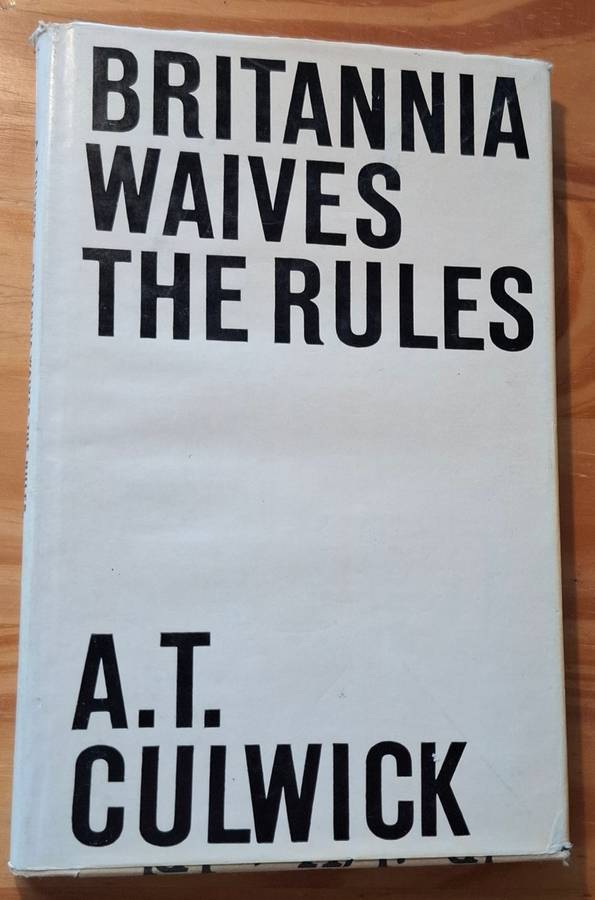 BRITANNIA
WAIVES
THE RULES
A.T.
CULWICK